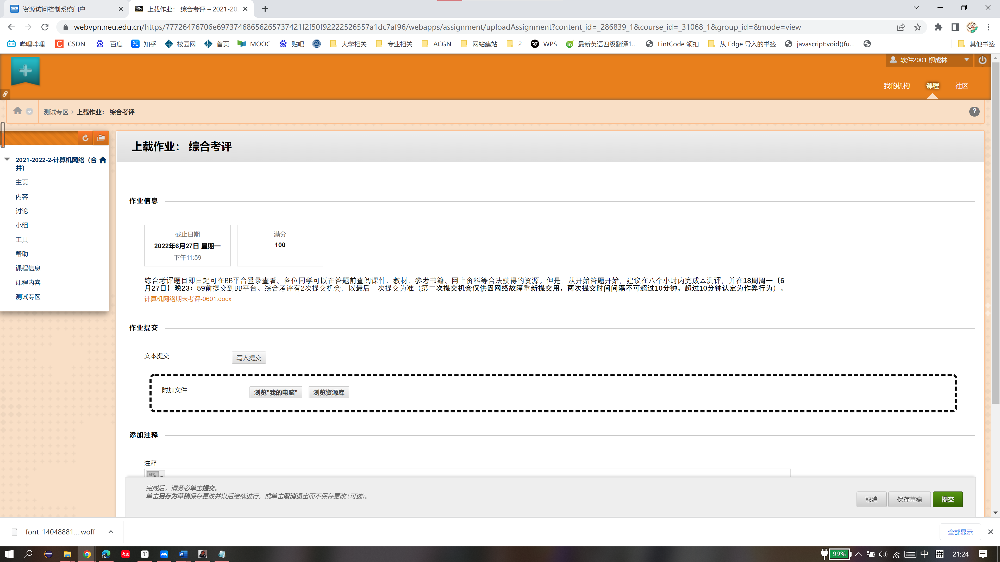 资源访问控制系统门户
上载作业： 综合考评 – 2021-20
webvpn.neu.edu.cn/https/77726476706e69737468656265737421f2f50f92222526557a1dc7af96/webapps/assignment/uploadAssignment?content_id=_286839_1&course_id=_31068_1&group_id=&mode=view
哔哩哔哩 CSDN 百度 知乎 校园网 首页 MOOC 贴吧 大学相关 专业相关 ACGN 网站建站 2 WPS 最新英语四级翻译1... LintCode 领扣 从 Edge 导入的书签 javascript:void((fu... 其他书签
软件2001 柳成林
我的机构 课程 社区
测试专区 > 上载作业： 综合考评
上载作业： 综合考评
2021-2022-2-计算机网络（合
并）
主页
内容
讨论
小组
工具
帮助
课程信息
课程内容
测试专区
作业信息
截止日期
2022年6月27日 星期一
下午11:59
满分
100
综合考评题目即日起可在BB平台登录查看。各位同学可以在答题前查阅课件、教材、参考书籍、网上资料等合法获得的资源。但是，从开始答题开始，建议在八个小时内完成本测评，并在18周周一（6
月27日）晚23：59前提交到BB平台。综合考评有2次提交机会，以最后一次提交为准（第二次提交机会仅供因网络故障重新提交用，两次提交时间间隔不可超过10分钟，超过10分钟认定为作弊行为）。
计算机网络期末考评-0601.docx
作业提交
文本提交 写入提交
附加文件 浏览"我的电脑" 浏览资源库
添加注释
注释
ABC
完成后，请务必单击提交。
单击另存为草稿保存更改并以后继续进行，或单击取消退出而不保存更改 (可选)。
取消 保存草稿 提交
font_14048881....woff 全部显示
99% 中 拼 21:24